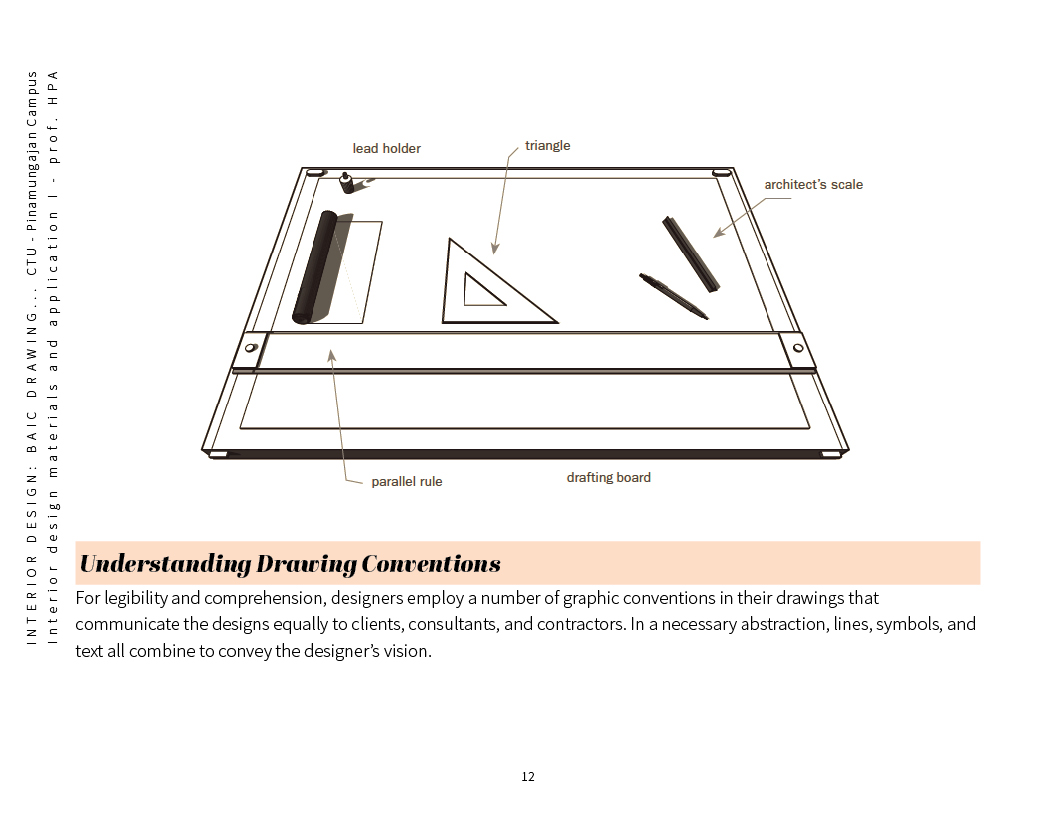 INTERIOR DESIGN: BAIC DRAWING... CTU - Pinamungajan Campus
Interior design materials and application I - prof. HPA
lead holder
triangle
architect's scale
parallel rule
drafting board
Understanding Drawing Conventions
For legibility and comprehension, designers employ a number of graphic conventions in their drawings that
communicate the designs equally to clients, consultants, and contractors. In a necessary abstraction, lines, symbols, and
text all combine to convey the designer's vision.
12